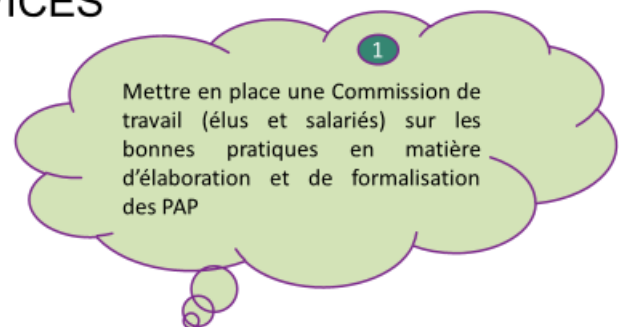 VICES
1
Mettre en place une Commission de
travail (élus et salariés) sur les
bonnes pratiques en matière
d’élaboration et de formalisation
des PAP